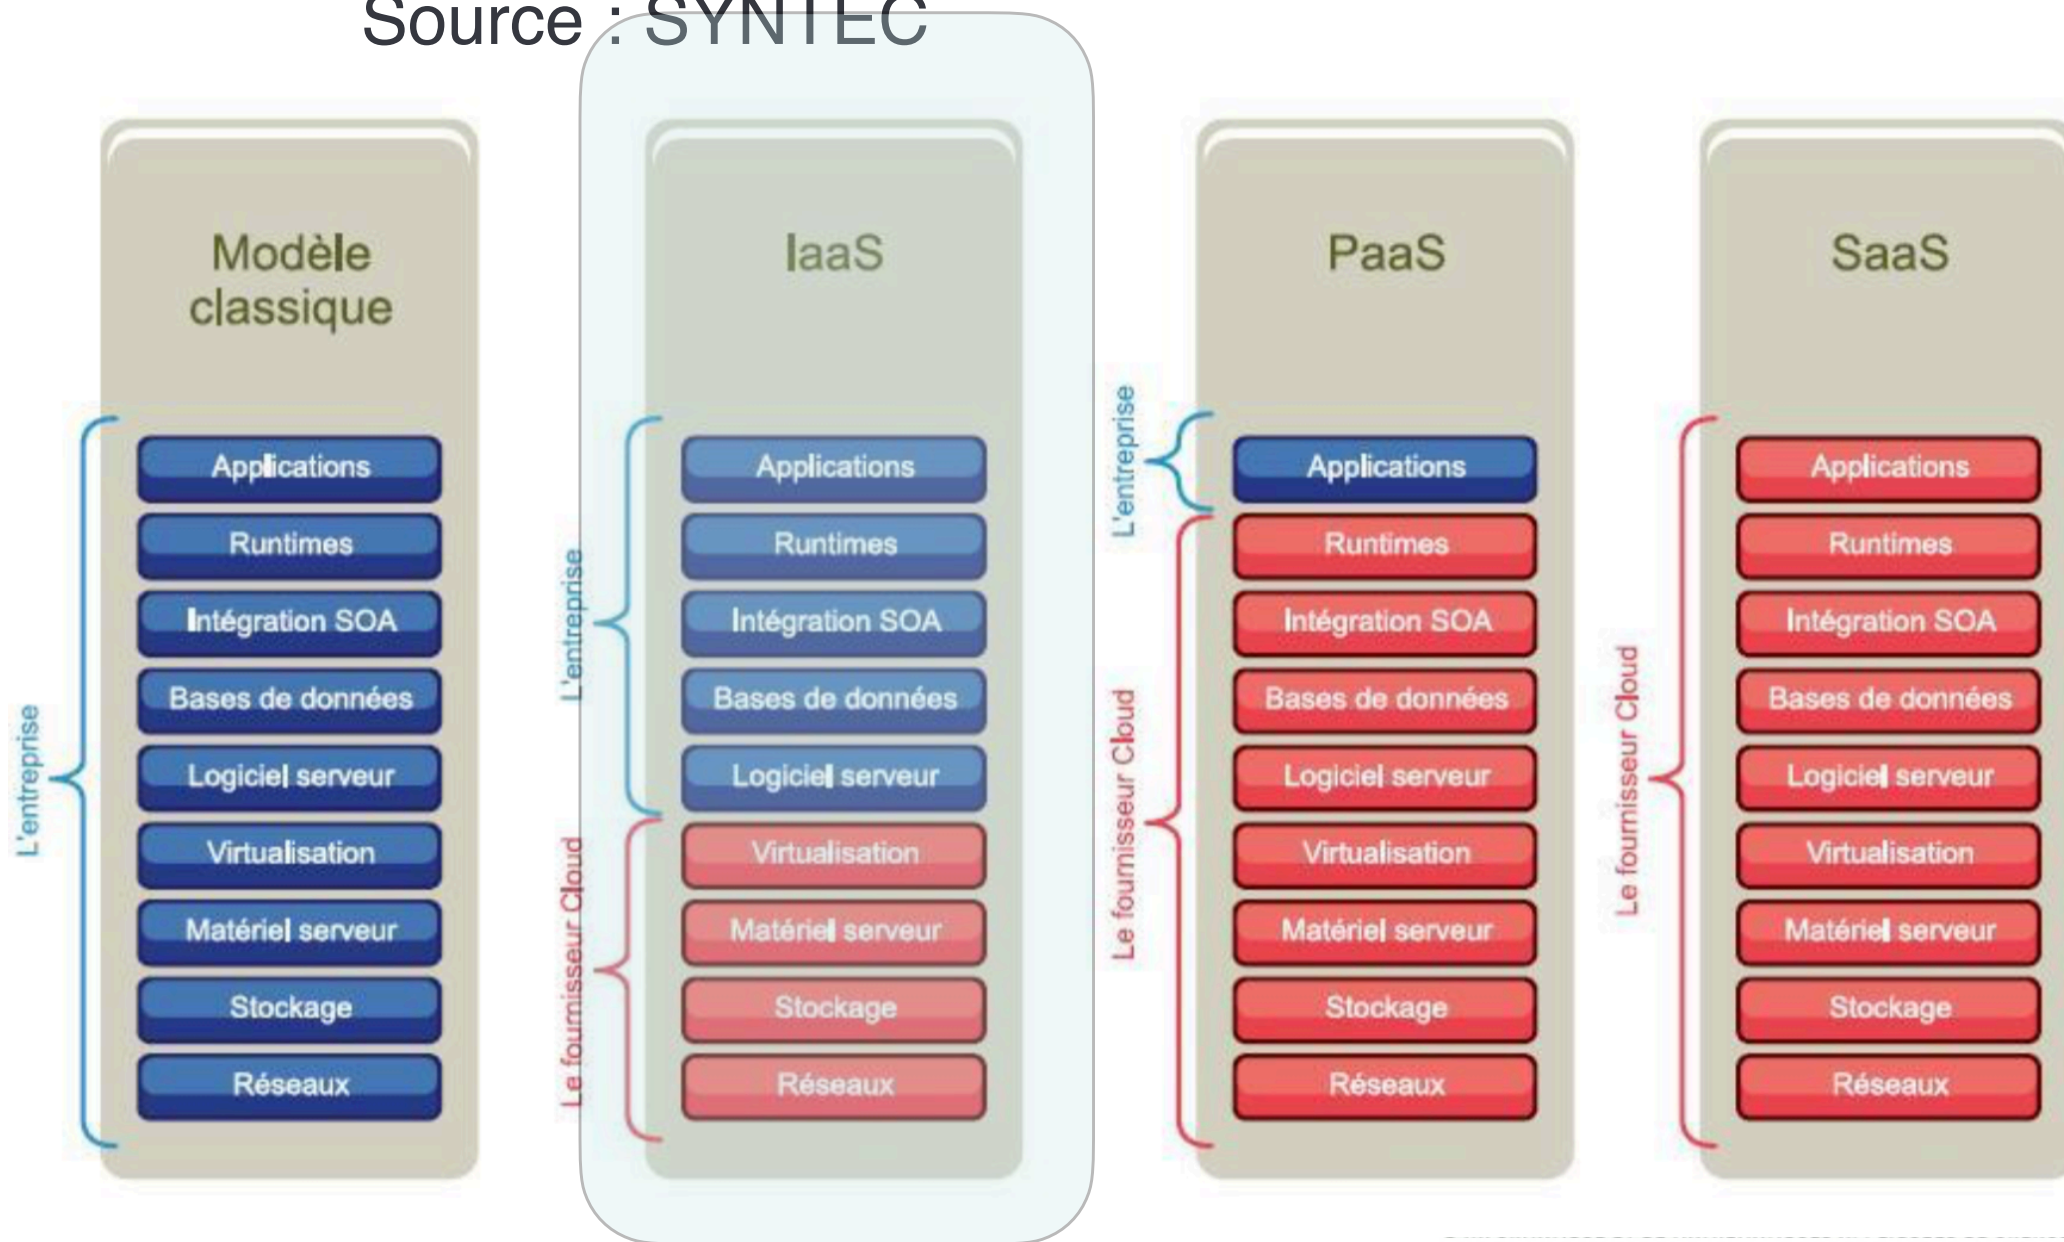 Source : SYNTEC
Modèle
classique
L'entreprise
Applications
Runtimes
Intégration SOA
Bases de données
Logiciel serveur
Virtualisation
Matériel serveur
Stockage
Réseaux
IaaS
L'entreprise
Le fournisseur Cloud
Applications
Runtimes
Intégration SOA
Bases de données
Logiciel serveur
Virtualisation
Matériel serveur
Stockage
Réseaux
PaaS
L'entreprise
Le fournisseur Cloud
Applications
Runtimes
Intégration SOA
Bases de données
Logiciel serveur
Virtualisation
Matériel serveur
Stockage
Réseaux
SaaS
Le fournisseur Cloud
Applications
Runtimes
Intégration SOA
Bases de données
Logiciel serveur
Virtualisation
Matériel serveur
Stockage
Réseaux